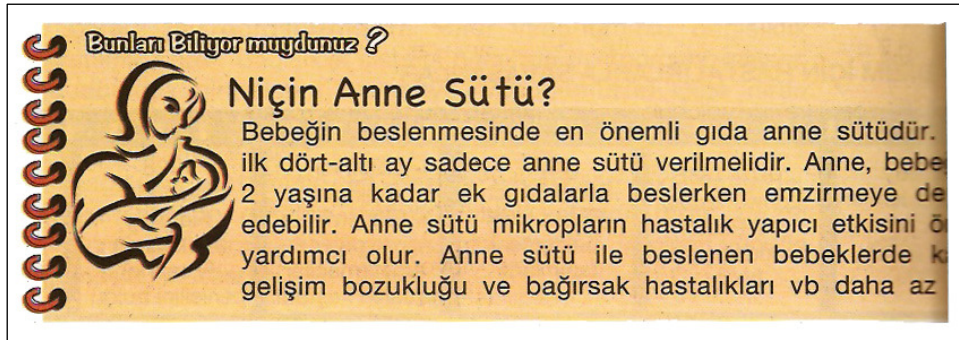 Bunları Biliyor muydunuz ?
Niçin Anne Sütü?
Bebeğin beslenmesinde en önemli gıda anne sütüdür.
ilk dört-altı ay sadece anne sütü verilmelidir. Anne,
2 yaşına kadar ek gıdalarla beslerken emzirmeye
edebilir. Anne sütü mikropların hastalık yapıcı etkisini
yardımcı olur. Anne sütü ile beslenen bebeklerde
gelişim bozukluğu ve bağırsak hastalıkları vb daha az